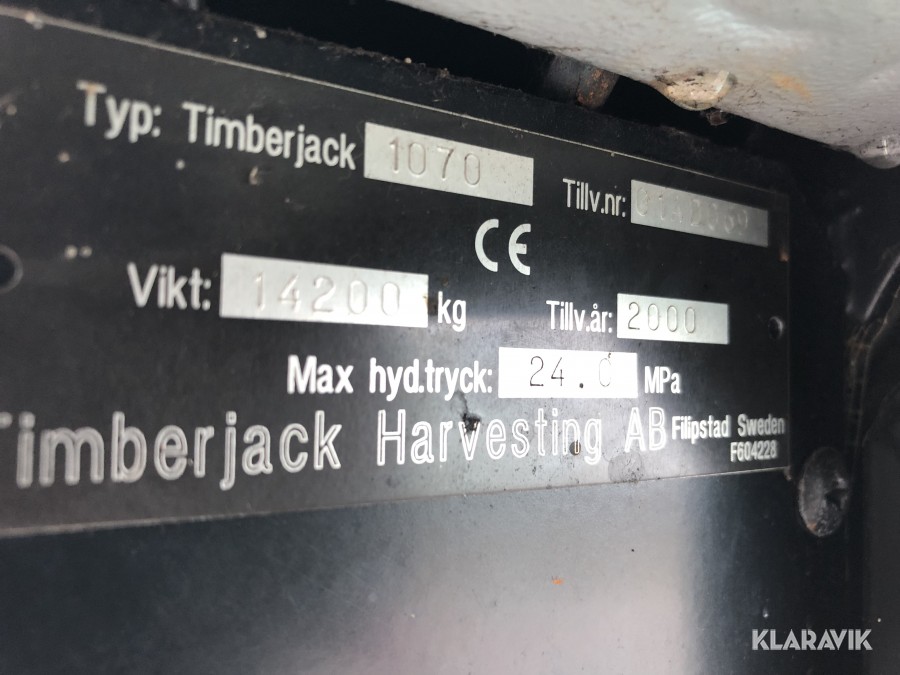 Typ: Timberjack 1070
Tillv.nr:
CE
Vikt: 14200 kg
Tillv.år: 2000
Max hyd.tryck: 24.0 MPa
Timberjack Harvesting AB Filipstad Sweden
F604228
KLARAVIK